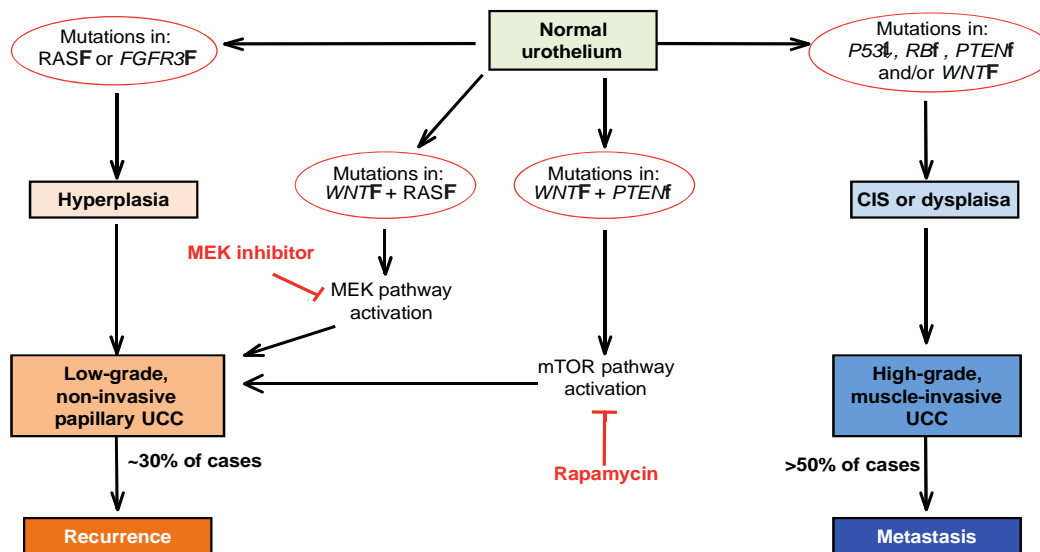 Mutations in:
RASF or FGFR3F
Normal
urothelium
Mutations in:
P53f, RBf , PTENf
and/or WNTF
Mutations in:
WNTF + RASF
Mutations in:
WNTF + PTENf
Hyperplasia
CIS or dysplaisa
MEK inhibitor
MEK pathway
activation
Low-grade,
non-invasive
papillary UCC
mTOR pathway
activation
High-grade,
muscle-invasive
UCC
~30% of cases
Rapamycin
>50% of cases
Recurrence
Metastasis